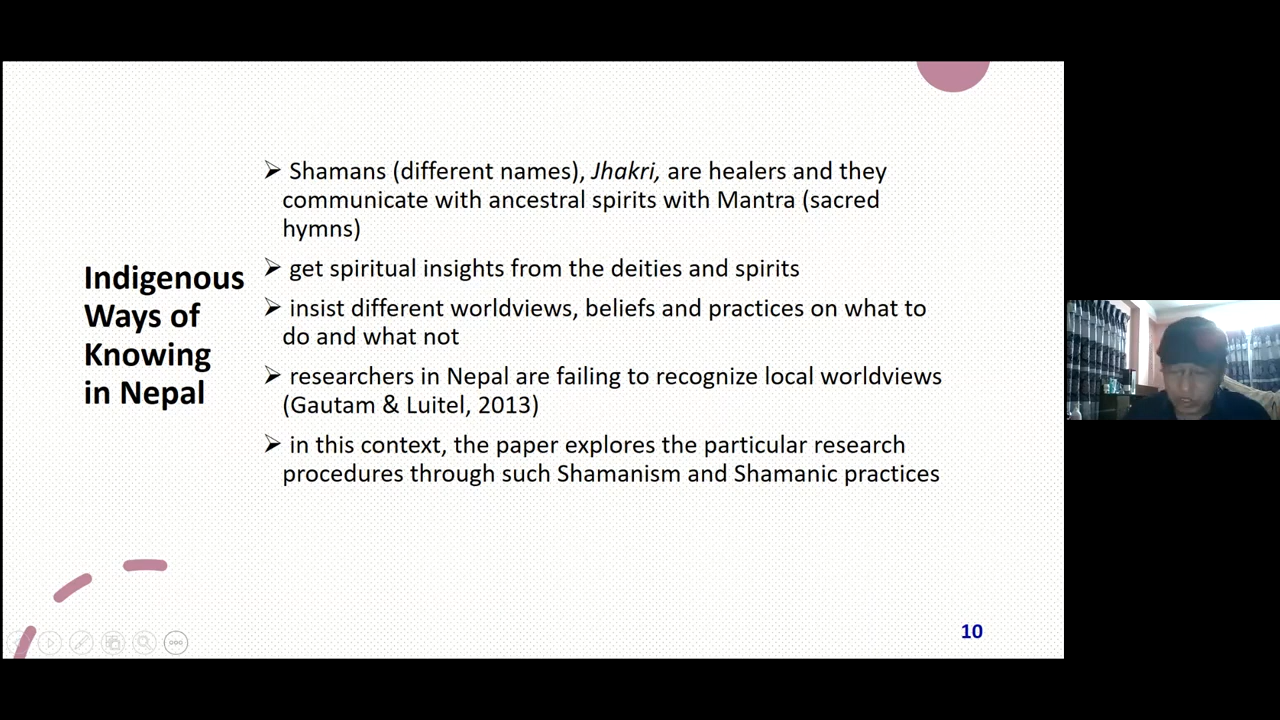 Indigenous
Ways of
Knowing
in Nepal
➢ Shamans (different names), Jhakri, are healers and they
communicate with ancestral spirits with Mantra (sacred
hymns)
➢ get spiritual insights from the deities and spirits
➢ insist different worldviews, beliefs and practices on what to
do and what not
➢ researchers in Nepal are failing to recognize local worldviews
(Gautam & Luitel, 2013)
➢ in this context, the paper explores the particular research
procedures through such Shamanism and Shamanic practices
10